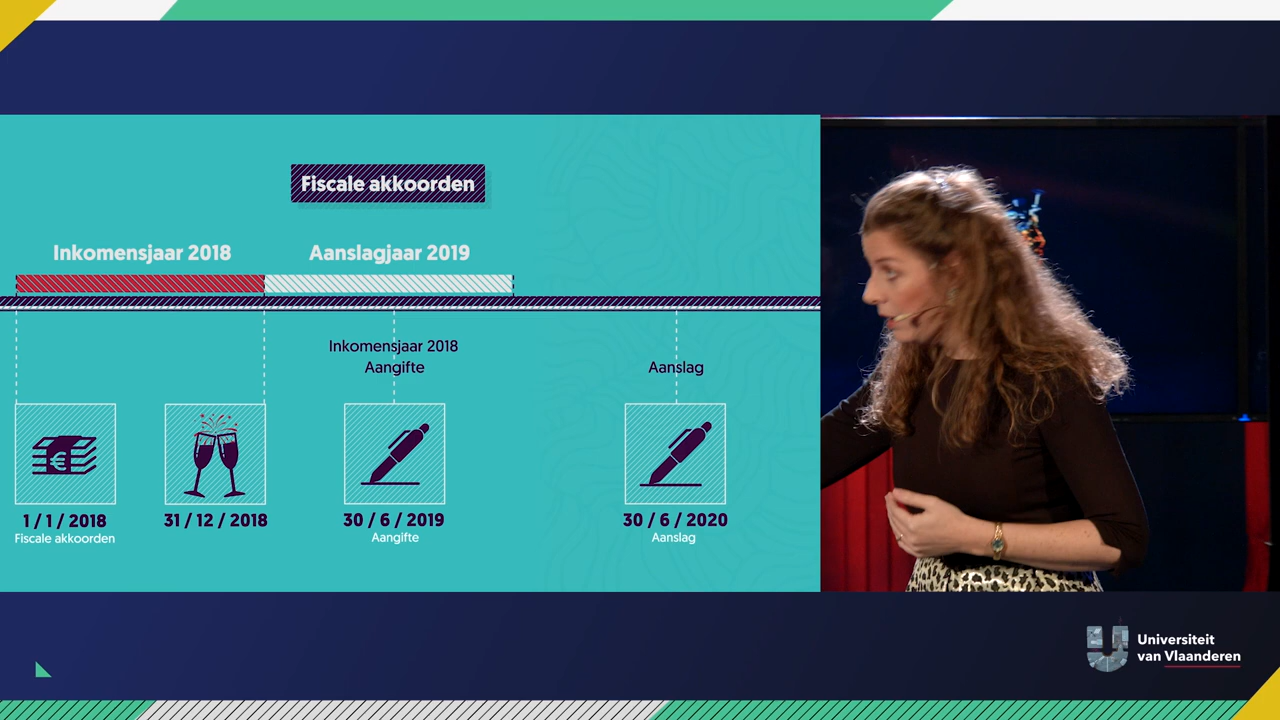 Fiscale akkoorden
Inkomensjaar 2018
Aanslagjaar 2019
Inkomensjaar 2018
Aangifte
Aanslag
€
1 / 1 / 2018
Fiscale akkoorden
31 / 12 / 2018
30 / 6 / 2019
Aangifte
30 / 6 / 2020
Aanslag
Universiteit
van Vlaanderen